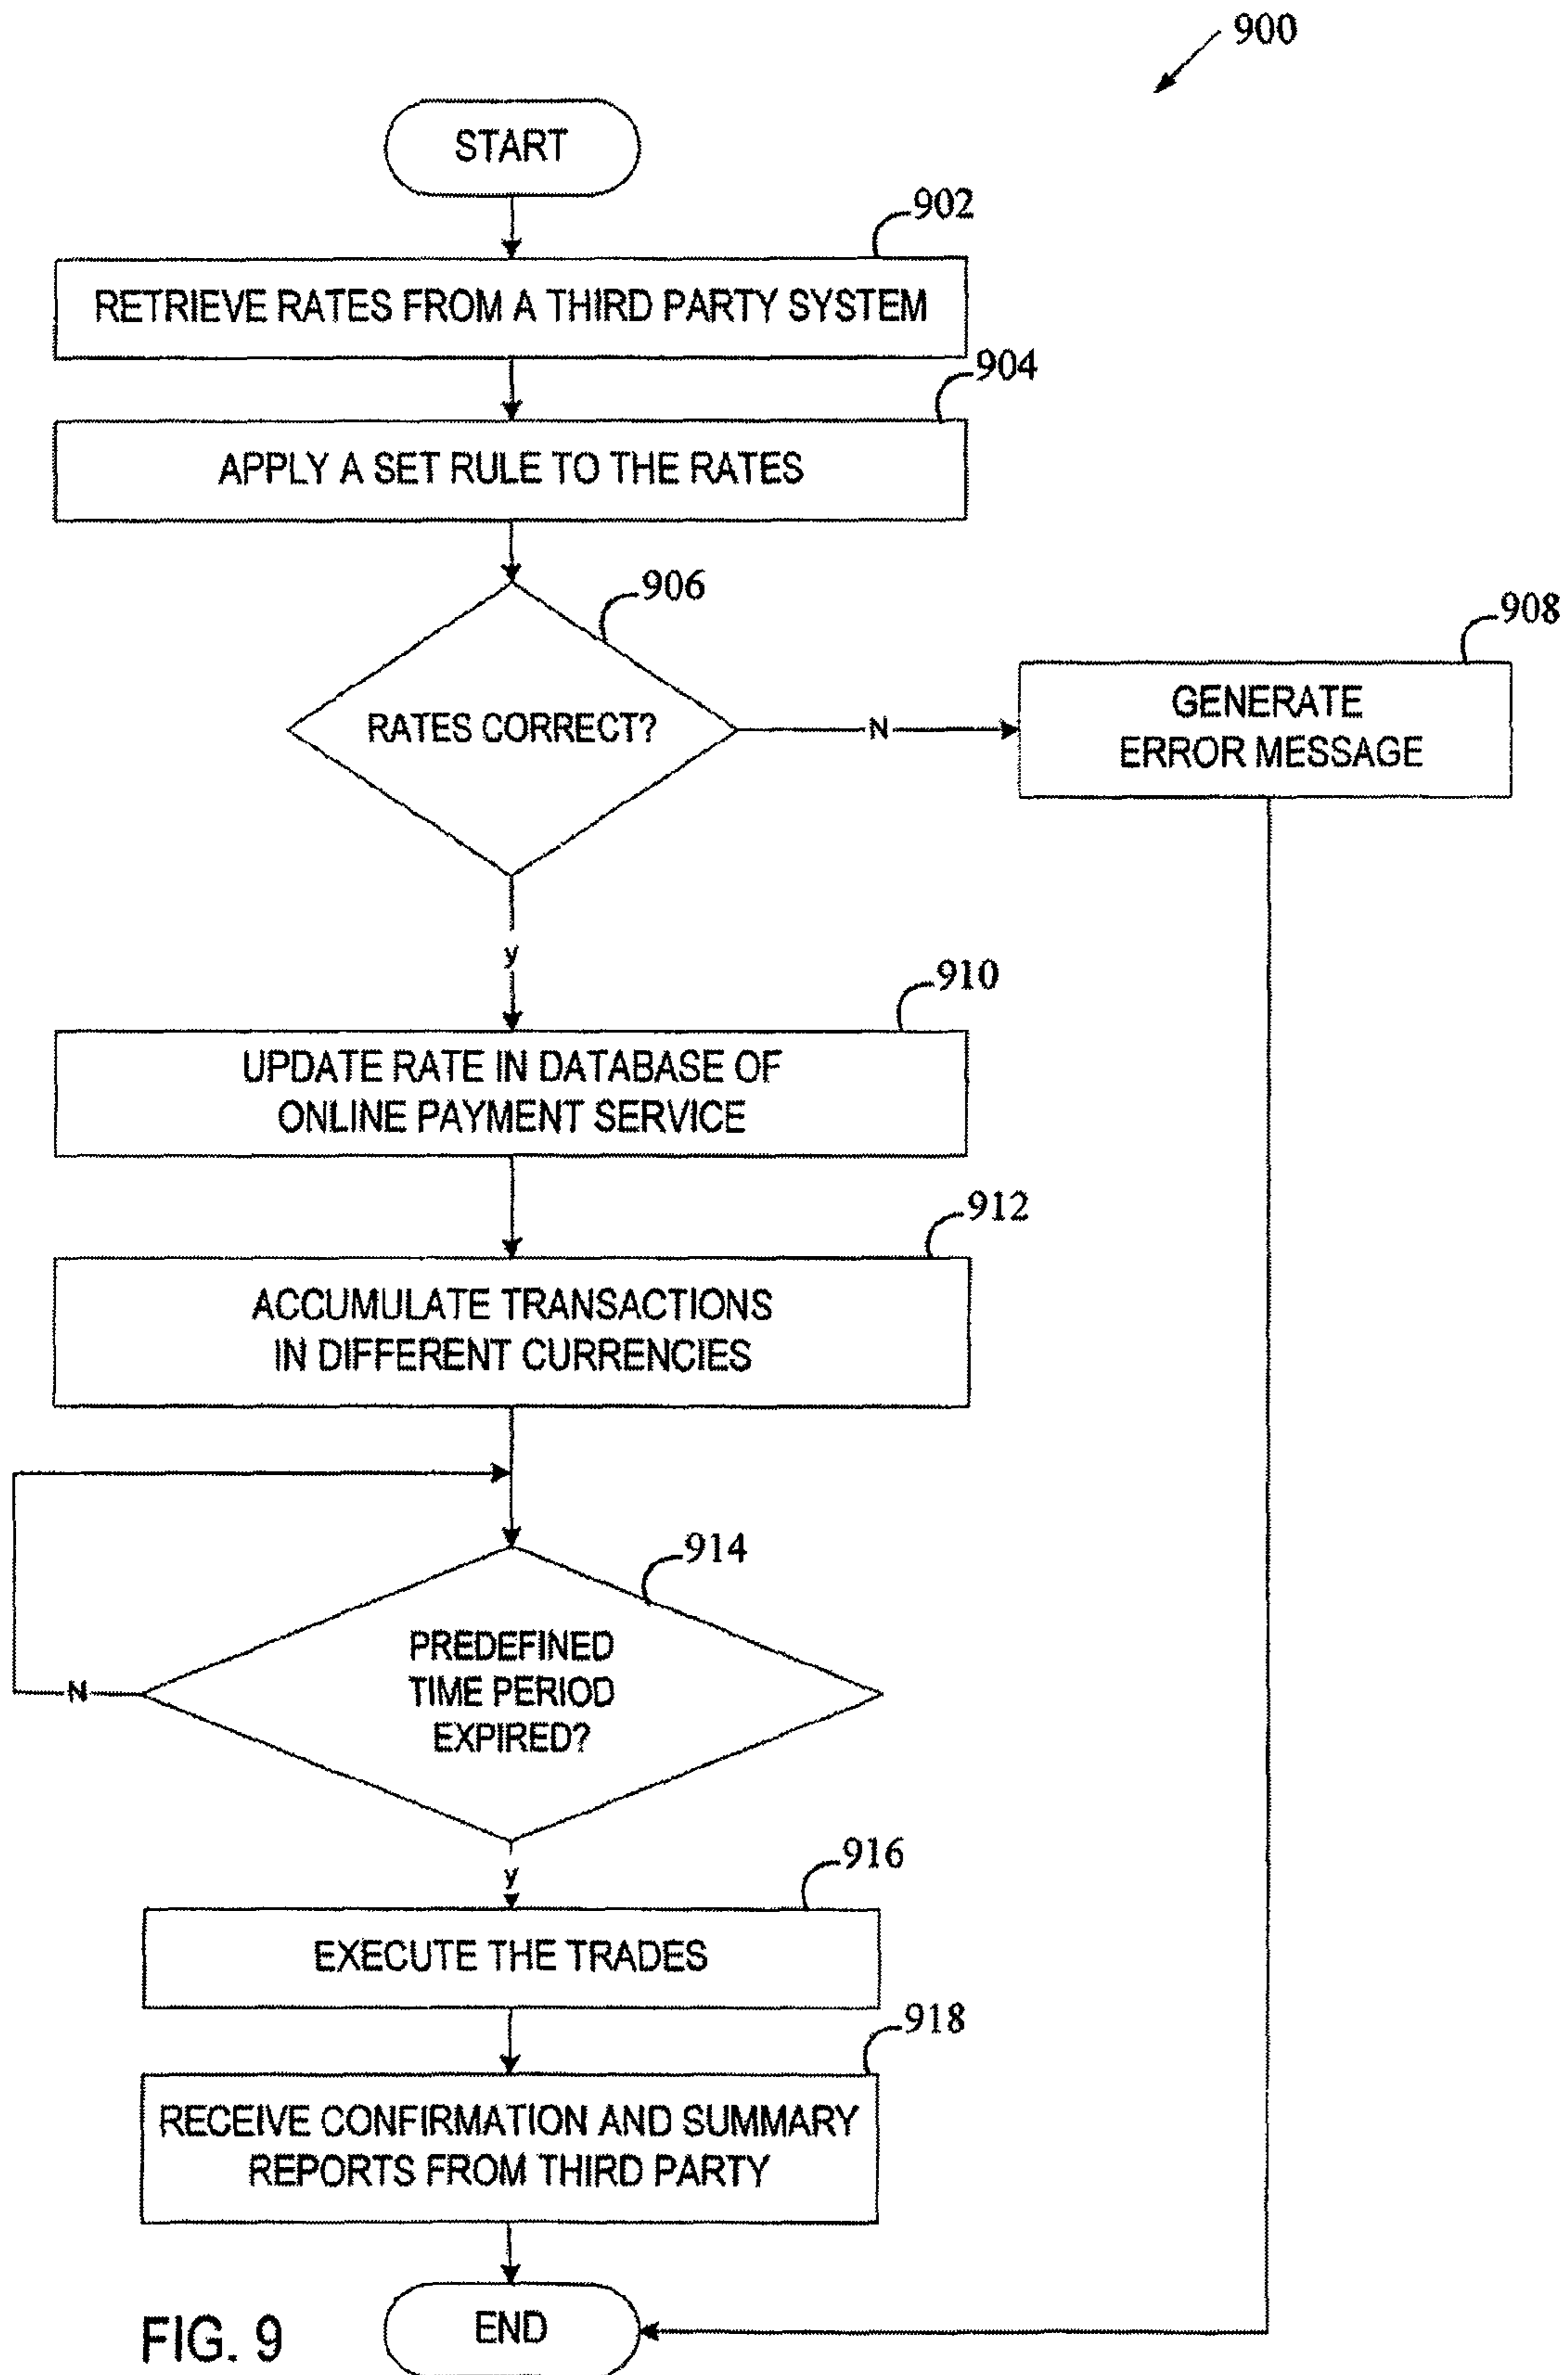 900
START
902
RETRIEVE RATES FROM A THIRD PARTY SYSTEM
904
APPLY A SET RULE TO THE RATES
906
RATES CORRECT?
N
908
GENERATE
ERROR MESSAGE
y
910
UPDATE RATE IN DATABASE OF
ONLINE PAYMENT SERVICE
912
ACCUMULATE TRANSACTIONS
IN DIFFERENT CURRENCIES
914
PREDEFINED
TIME PERIOD
EXPIRED?
N
y
916
EXECUTE THE TRADES
918
RECEIVE CONFIRMATION AND SUMMARY
REPORTS FROM THIRD PARTY
END
FIG. 9